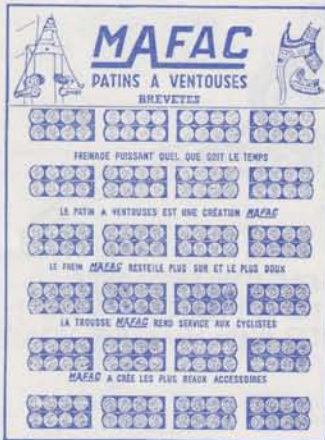 MAFAC
PATINS A VENTOUSES
BREVETES
FREINAGE PUISSANT QUEL QUE SOIT LE TEMPS
LE PATIN A VENTOUSES EST UNE CRÉATION MAFAC
LE FREIN MAFAC RESTE LE PLUS SUR ET LE PLUS DOUX
LA TROUSSE MAFAC REND SERVICE AUX CYCLISTES
MAFAC A CRÉE LES PLUS BEAUX ACCESSOIRES